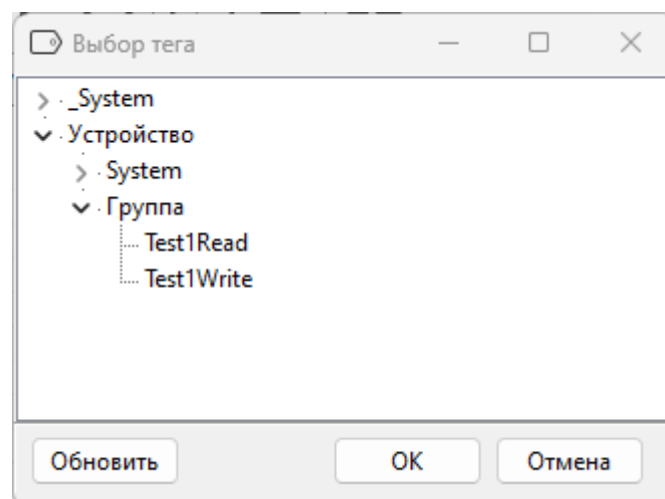 Выбор тега
_System
Устройство
System
Группа
Test1Read
Test1Write
Обновить OK Отмена